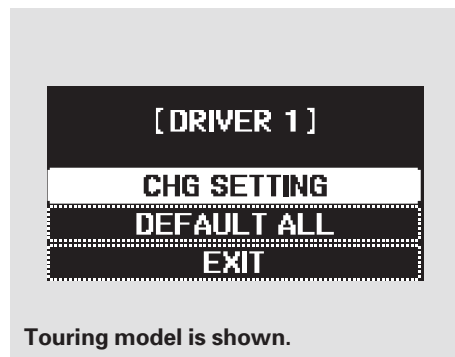 [DRIVER 1]
CHG SETTING
DEFAULT ALL
EXIT
Touring model is shown.